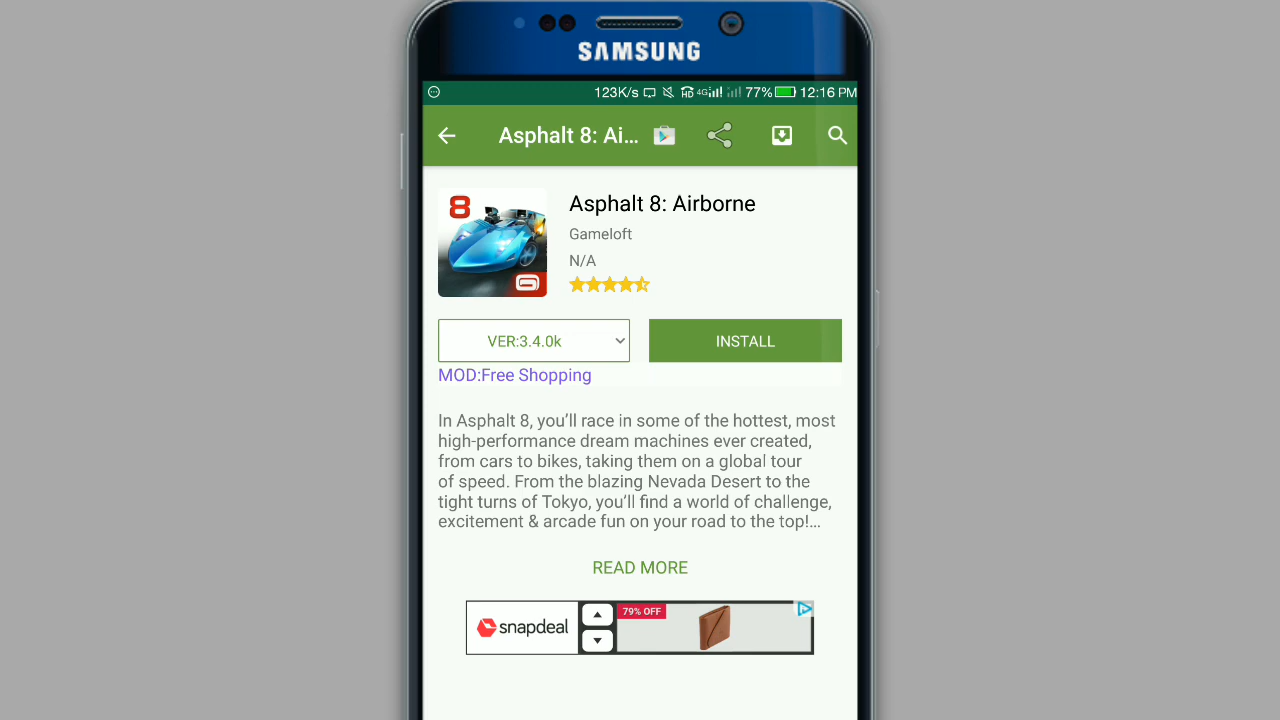 SAMSUNG
123K/s HD 4G 77% 12:16 PM
Asphalt 8: Ai...
8
Asphalt 8: Airborne
Gameloft
N/A
VER:3.4.0k
INSTALL
MOD:Free Shopping
In Asphalt 8, you’ll race in some of the hottest, most
high-performance dream machines ever created,
from cars to bikes, taking them on a global tour
of speed. From the blazing Nevada Desert to the
tight turns of Tokyo, you’ll find a world of challenge,
excitement & arcade fun on your road to the top!...
READ MORE
snapdeal
79% OFF